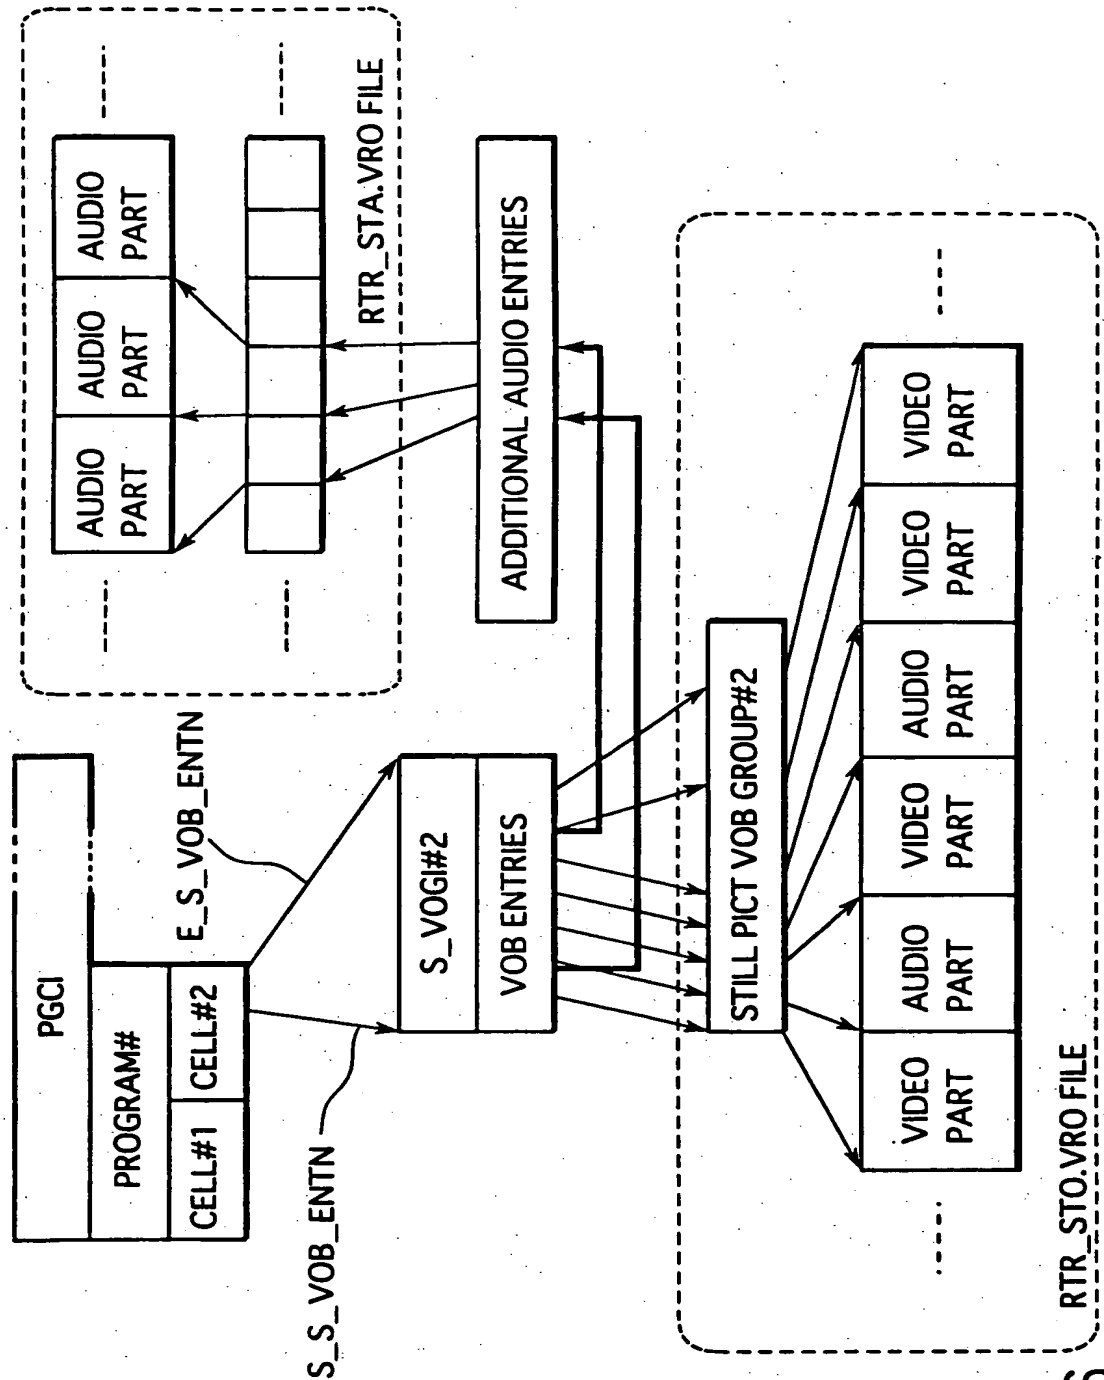 PGCI
PROGRAM#
CELL#1
CELL#2
E_S_VOB_ENTN
S_S_VOB_ENTN
S_VOGI#2
VOB ENTRIES
AUDIO
PART
AUDIO
PART
AUDIO
PART
RTR_STA.VRO FILE
ADDITIONAL AUDIO ENTRIES
STILL PICT VOB GROUP#2
VIDEO
PART
AUDIO
PART
VIDEO
PART
AUDIO
PART
VIDEO
PART
VIDEO
PART
RTR_STO.VRO FILE